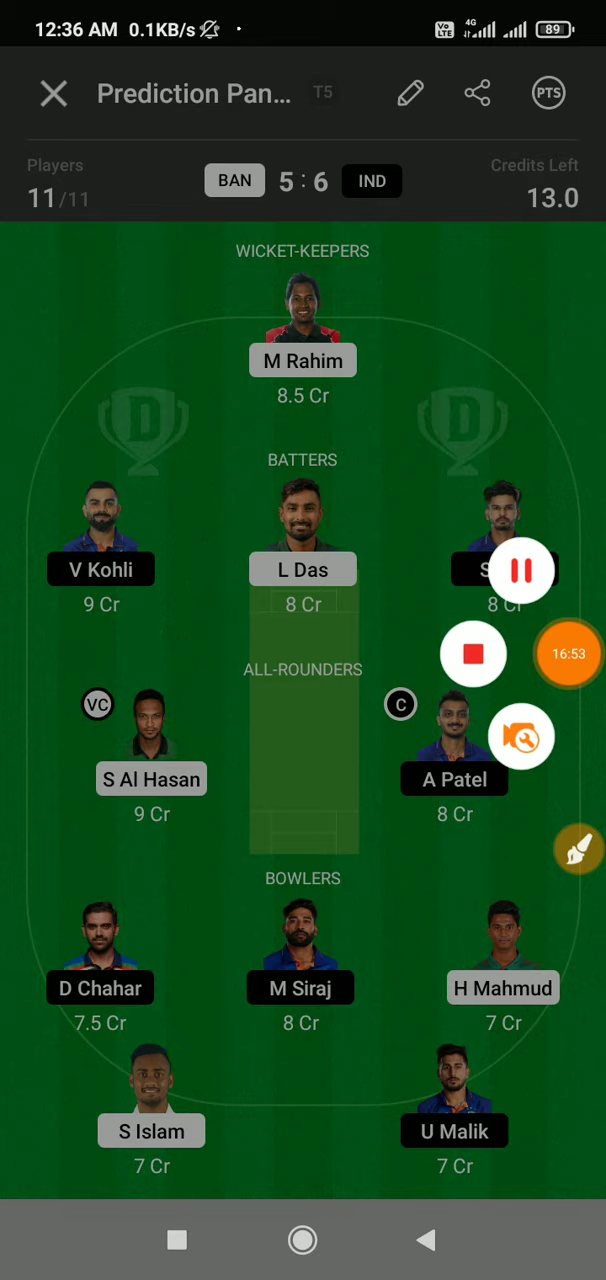 12:36 AM 0.1KB/s
Vo LTE 4G 89
Prediction Pan... T5 PTS
Players
Credits Left
11/11
BAN 5 : 6 IND
13.0
WICKET-KEEPERS
M Rahim
8.5 Cr
BATTERS
V Kohli
L Das
S
9 Cr
8 Cr
8 Cr
16:53
ALL-ROUNDERS
VC
C
S Al Hasan
A Patel
9 Cr
8 Cr
BOWLERS
D Chahar
M Siraj
H Mahmud
7.5 Cr
8 Cr
7 Cr
S Islam
U Malik
7 Cr
7 Cr